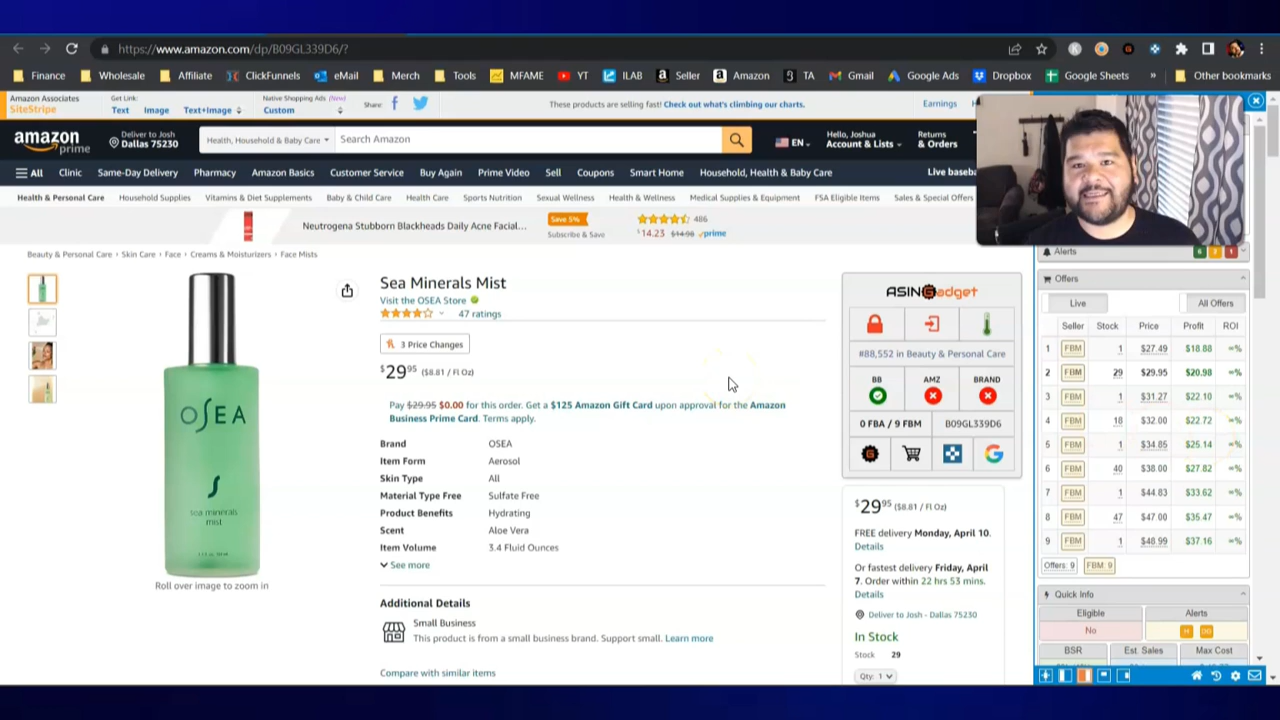 https://www.amazon.com/dp/B09GL339D6/?
Finance Wholesale Affiliate ClickFunnels eMail Merch Tools MFAME YT ILAB Seller Amazon TA Gmail Google Ads Dropbox Google Sheets » Other bookmarks
Amazon Associates
SiteStripe
Get Link:
Text Image Text+Image
Native Shopping Ads (New)
Custom
Share:
These products are selling fast! Check out what's climbing our charts.
Earnings
amazon
prime
Deliver to Josh
Dallas 75230
Health, Household & Baby Care
Search Amazon
EN
Hello, Joshua
Account & Lists
Returns
& Orders
All Clinic Same-Day Delivery Pharmacy Amazon Basics Customer Service Buy Again Prime Video Sell Coupons Smart Home Household, Health & Baby Care Live baseba
Health & Personal Care Household Supplies Vitamins & Diet Supplements Baby & Child Care Health Care Sports Nutrition Sexual Wellness Health & Wellness Medical Supplies & Equipment FSA Eligible Items Sales & Special Offers
Neutrogena Stubborn Blackheads Daily Acne Facial...
Save 5%
Subscribe & Save
486
$14.23 $14.96 prime
Beauty & Personal Care › Skin Care › Face › Creams & Moisturizers › Face Mists
OSEA
sea minerals
mist
Roll over image to zoom in
Sea Minerals Mist
Visit the OSEA Store
47 ratings
3 Price Changes
$2995 ($8.81 / Fl Oz)
Pay $29.95 $0.00 for this order. Get a $125 Amazon Gift Card upon approval for the Amazon
Business Prime Card. Terms apply.
Brand OSEA
Item Form Aerosol
Skin Type All
Material Type Free Sulfate Free
Product Benefits Hydrating
Scent Aloe Vera
Item Volume 3.4 Fluid Ounces
See more
Additional Details
Small Business
This product is from a small business brand. Support small. Learn more
Compare with similar items
ASINGadget
#88,552 in Beauty & Personal Care
BB AMZ BRAND
0 FBA / 9 FBM B09GL339D6
$2995 ($8.81 / Fl Oz)
FREE delivery Monday, April 10.
Details
Or fastest delivery Friday, April
7. Order within 22 hrs 53 mins.
Details
Deliver to Josh - Dallas 75230
In Stock
Stock 29
Qty: 1
Alerts
Offers
Live All Offers
Seller Stock Price Profit ROI
1 FBM 1 $27.49 $18.88 ∞%
2 FBM 29 $29.95 $20.98 ∞%
3 FBM 1 $31.27 $22.10 ∞%
4 FBM 18 $32.00 $22.72 ∞%
5 FBM 1 $34.85 $25.14 ∞%
6 FBM 40 $38.00 $27.82 ∞%
7 FBM 1 $44.83 $33.62 ∞%
8 FBM 47 $47.00 $35.47 ∞%
9 FBM 1 $48.99 $37.16 ∞%
Offers: 9 FBM: 9
Quick Info
Eligible Alerts
No
BSR Est. Sales Max Cost